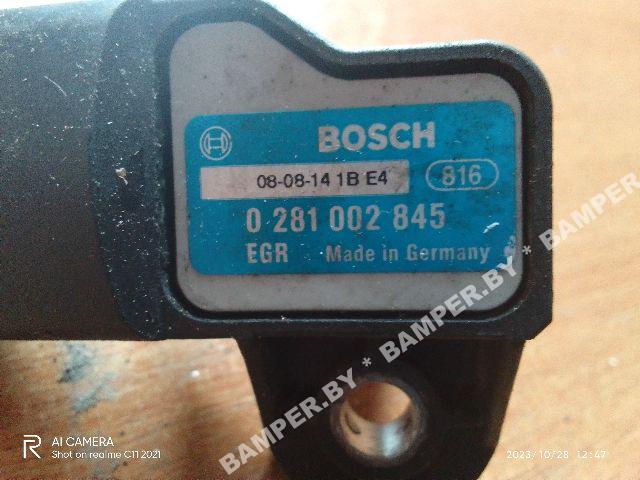 BOSCH
08-08-14 1B E4 816
0 281 002 845
EGR Made in Germany
BAMPER.BY * BAMPER.BY * BAMPER.BY
R AI CAMERA
Shot on realme C11 2021
2023/10/28 12:47